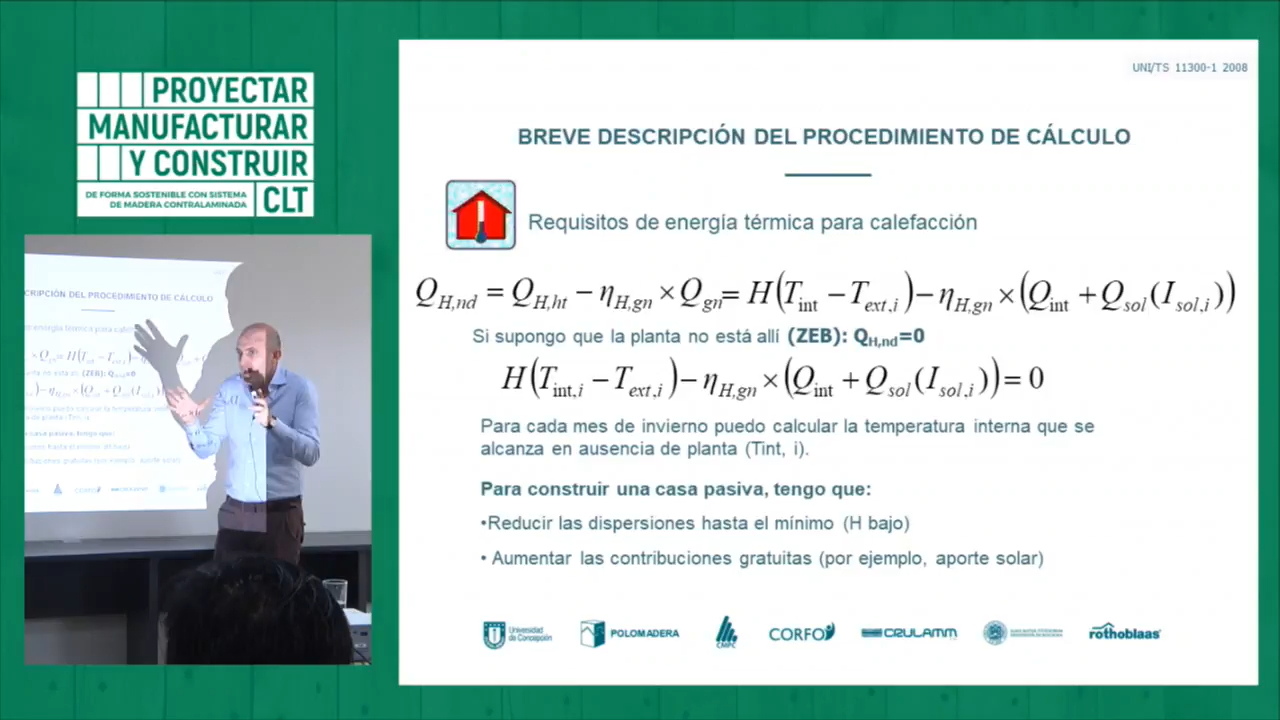 PROYECTAR
MANUFACTURAR
Y CONSTRUIR
DE FORMA SOSTENIBLE CON SISTEMA
DE MADERA CONTRALAMINADA
CLT
UNI/TS 11300-1 2008
BREVE DESCRIPCIÓN DEL PROCEDIMIENTO DE CÁLCULO
Requisitos de energía térmica para calefacción
Q_{H,nd} = Q_{H,ht} − η_{H,gn} × Q_{gn} = H(T_{int} − T_{ext,i}) − η_{H,gn} × (Q_{int} + Q_{sol}(I_{sol,i}))
Si supongo que la planta no está allí (ZEB): Q_{H,nd}=0
H(T_{int,i} − T_{ext,i}) − η_{H,gn} × (Q_{int} + Q_{sol}(I_{sol,i})) = 0
Para cada mes de invierno puedo calcular la temperatura interna que se
alcanza en ausencia de planta (Tint, i).
Para construir una casa pasiva, tengo que:
•Reducir las dispersiones hasta el mínimo (H bajo)
• Aumentar las contribuciones gratuitas (por ejemplo, aporte solar)
Universidad
de Concepción
POLOMADERA
CMPC
CORFO
CRULAMM
rothoblaas
CRIPCIÓN DEL PROCEDIMIENTO DE CÁLCULO